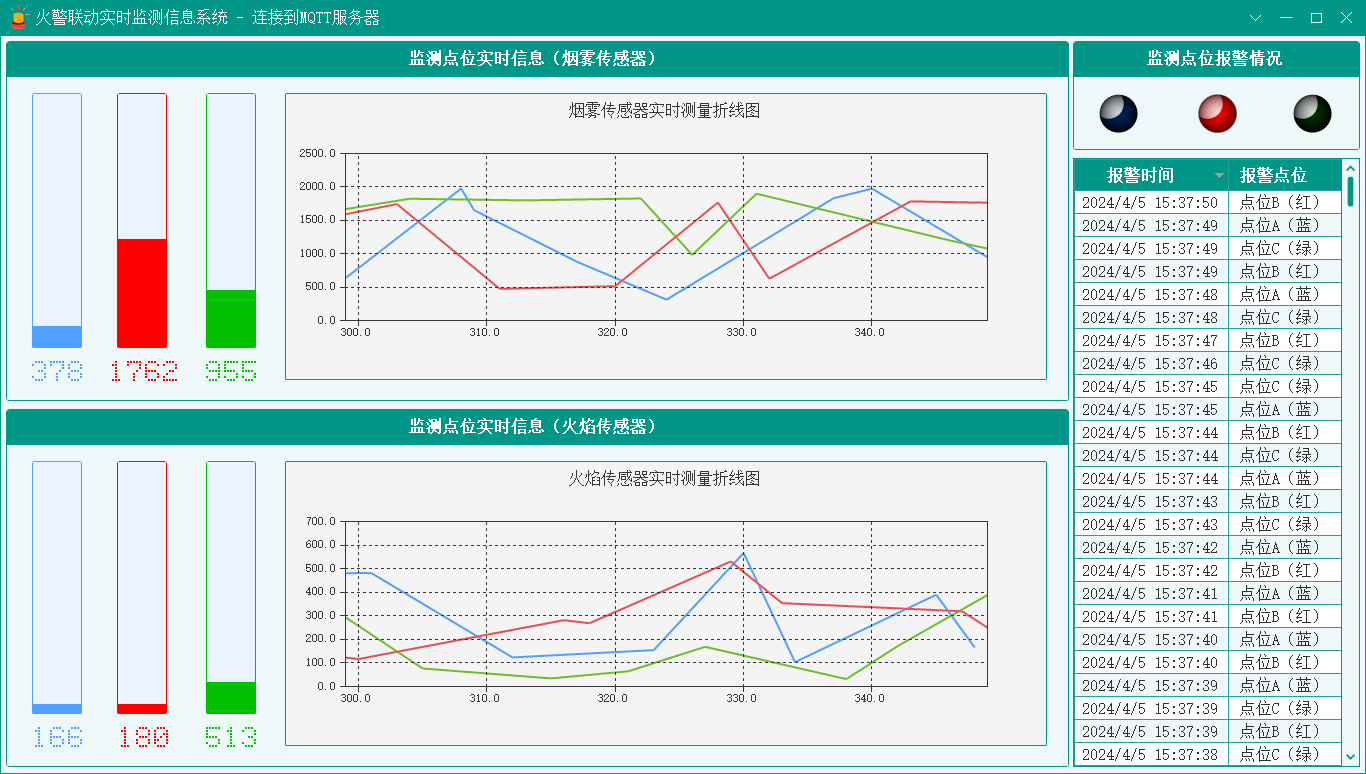 火警联动实时监测信息系统 - 连接到MQTT服务器
监测点位实时信息（烟雾传感器）
378
1762
955
烟雾传感器实时测量折线图
2500.0
2000.0
1500.0
1000.0
500.0
0.0
300.0 310.0 320.0 330.0 340.0
监测点位实时信息（火焰传感器）
166
180
513
火焰传感器实时测量折线图
700.0
600.0
500.0
400.0
300.0
200.0
100.0
0.0
300.0 310.0 320.0 330.0 340.0
监测点位报警情况
报警时间 报警点位
2024/4/5 15:37:50 点位B（红）
2024/4/5 15:37:49 点位A（蓝）
2024/4/5 15:37:49 点位C（绿）
2024/4/5 15:37:49 点位B（红）
2024/4/5 15:37:48 点位A（蓝）
2024/4/5 15:37:48 点位C（绿）
2024/4/5 15:37:47 点位B（红）
2024/4/5 15:37:46 点位C（绿）
2024/4/5 15:37:45 点位C（绿）
2024/4/5 15:37:45 点位A（蓝）
2024/4/5 15:37:44 点位B（红）
2024/4/5 15:37:44 点位C（绿）
2024/4/5 15:37:44 点位A（蓝）
2024/4/5 15:37:43 点位B（红）
2024/4/5 15:37:43 点位C（绿）
2024/4/5 15:37:42 点位A（蓝）
2024/4/5 15:37:42 点位B（红）
2024/4/5 15:37:41 点位A（蓝）
2024/4/5 15:37:41 点位B（红）
2024/4/5 15:37:40 点位A（蓝）
2024/4/5 15:37:40 点位B（红）
2024/4/5 15:37:39 点位A（蓝）
2024/4/5 15:37:39 点位C（绿）
2024/4/5 15:37:39 点位B（红）
2024/4/5 15:37:38 点位C（绿）